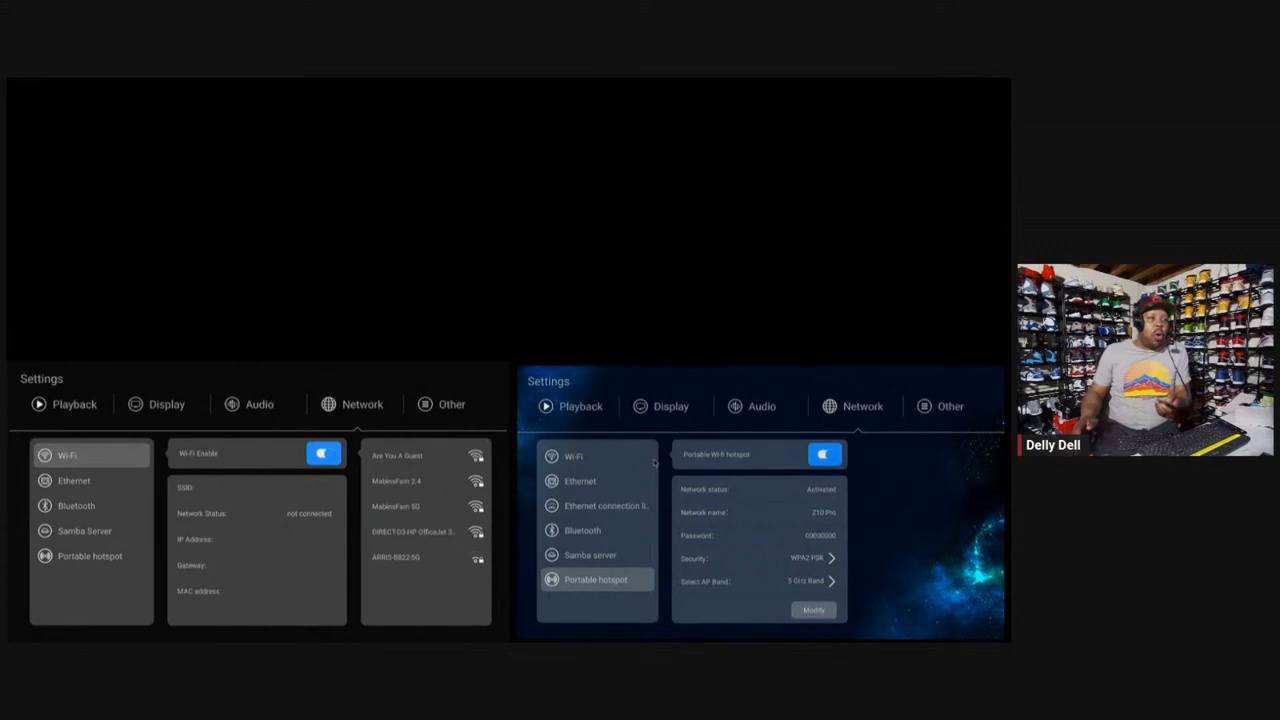 Settings
Playback
Display
Audio
Network
Other
Wi-Fi
Ethernet
Bluetooth
Samba Server
Portable hotspot
Wi-Fi Enable
SSID:
Network Status: not connected
IP Address:
Gateway:
MAC address:
Are You A Guest
MabinsFam 2.4
MabinsFam 5G
DIRECT-D3-HP OfficeJet 3..
ARRIS-8822-5G
Settings
Playback
Display
Audio
Network
Other
Wi-Fi
Ethernet
Ethernet connection li..
Bluetooth
Samba server
Portable hotspot
Portable Wi-fi hotspot
Network status: Activated
Network name: Z10 Pro
Password: 00000000
Security: WPA2 PSK
Select AP Band: 5 GHz Band
Modify
Delly Dell